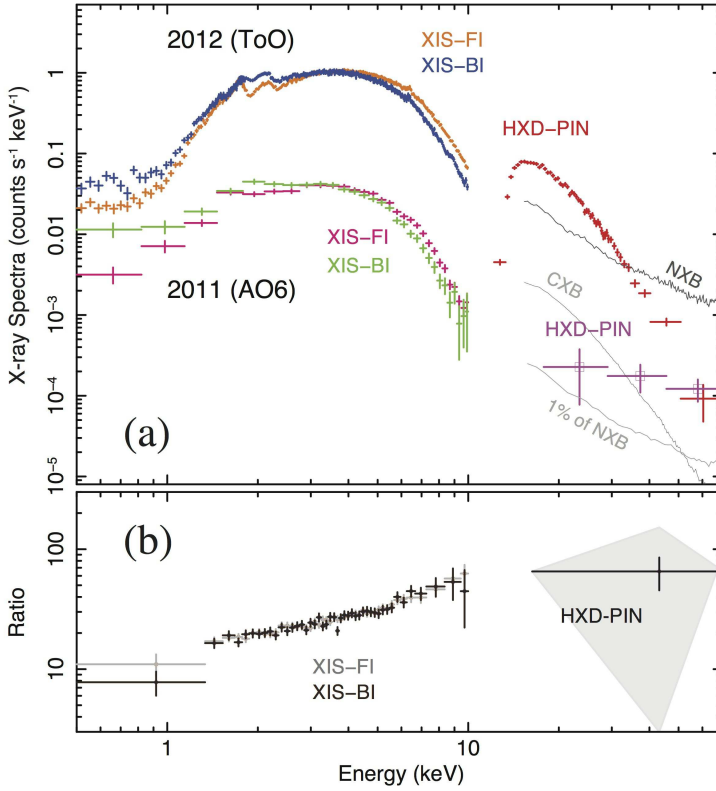 2012 (ToO)
XIS−FI
XIS−BI
HXD−PIN
XIS−FI
XIS−BI
2011 (AO6)
NXB
CXB
HXD−PIN
1% of NXB
(a)
X-ray Spectra (counts s⁻¹ keV⁻¹)
10
1
0.1
0.01
10⁻³
10⁻⁴
10⁻⁵
(b)
Ratio
100
10
HXD-PIN
XIS−FI
XIS−BI
1
10
Energy (keV)